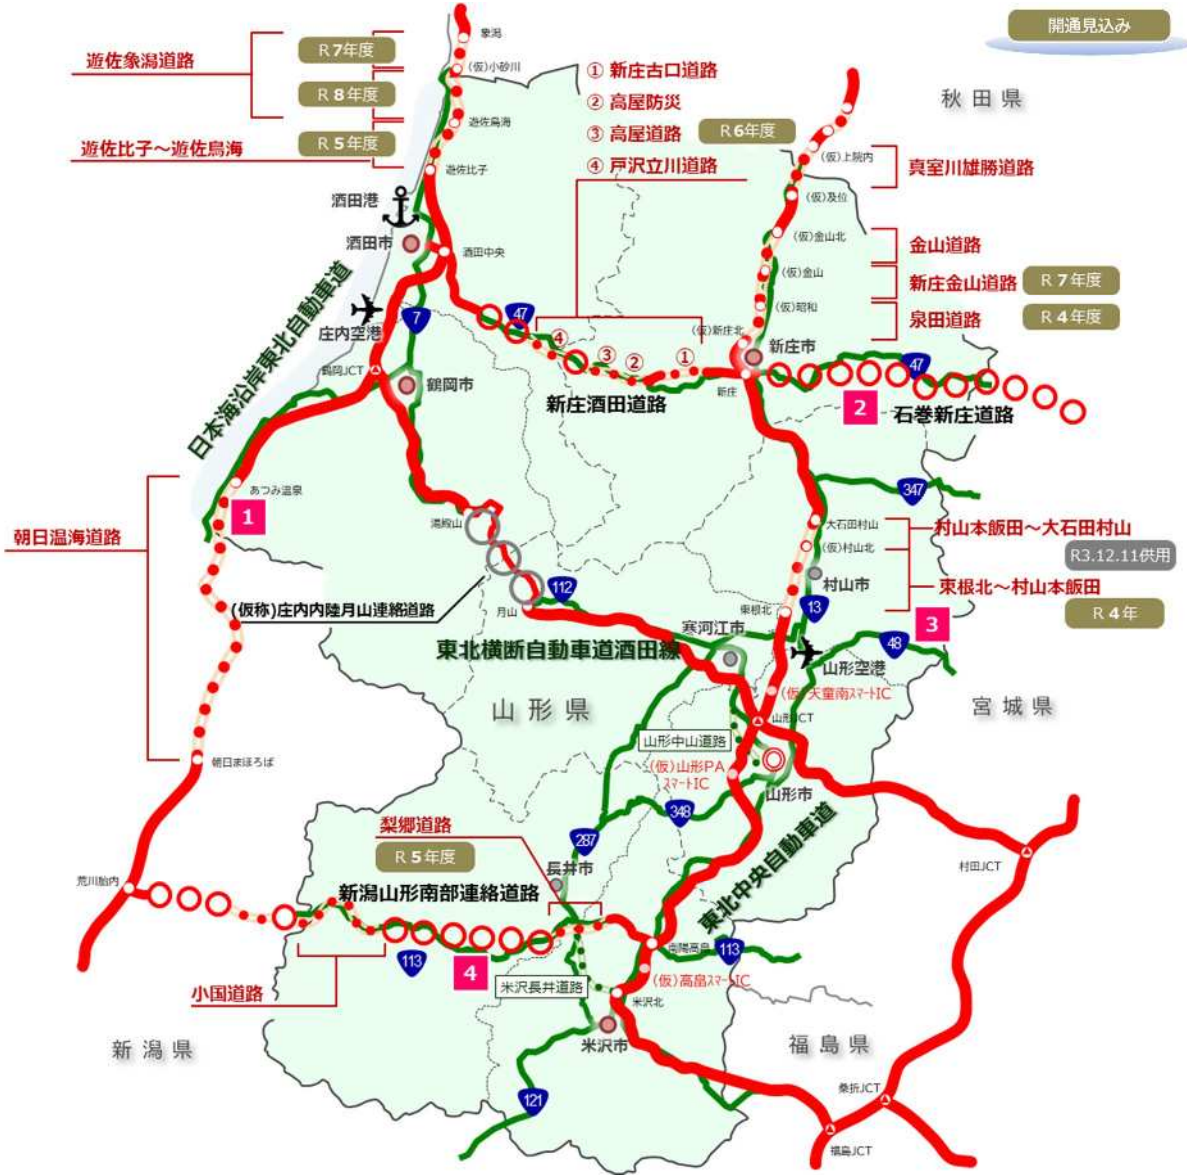 開通見込み
象潟
遊佐象潟道路
R7年度
(仮)小砂川
① 新庄古口道路
R8年度
② 高屋防災
秋田県
遊佐鳥海
③ 高屋道路
R6年度
遊佐比子～遊佐鳥海
R5年度
④ 戸沢立川道路
(仮)上院内
真室川雄勝道路
遊佐比子
(仮)及位
酒田港
酒田市
酒田中央
(仮)金山北
金山道路
(仮)金山
新庄金山道路
R7年度
日本海沿岸東北自動車道
(仮)昭和
泉田道路
R4年度
庄内空港
7
47
(仮)新庄北
④
③
②
①
新庄市
鶴岡JCT
鶴岡市
新庄
47
新庄酒田道路
2
石巻新庄道路
あつみ温泉
347
1
湯殿山
大石田村山
村山本飯田～大石田村山
朝日温海道路
(仮)村山北
R3.12.11供用
村山市
東根北～村山本飯田
112
13
R4年
(仮称)庄内内陸月山連絡道路
月山
東根北
寒河江市
3
48
東北横断自動車道酒田線
山形空港
(仮)天童南スマートIC
山形県
宮城県
山形JCT
山形中山道路
朝日まほろば
(仮)山形PA
スマートIC
山形市
348
梨郷道路
287
R5年度
長井市
東北中央自動車道
村田JCT
荒川胎内
新潟山形南部連絡道路
南陽高畠
113
113
4
(仮)高畠スマートIC
米沢長井道路
小国道路
米沢北
米沢市
新潟県
福島県
桑折JCT
121
福島JCT